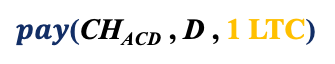 pay(CH_ACD , D , 1 LTC)